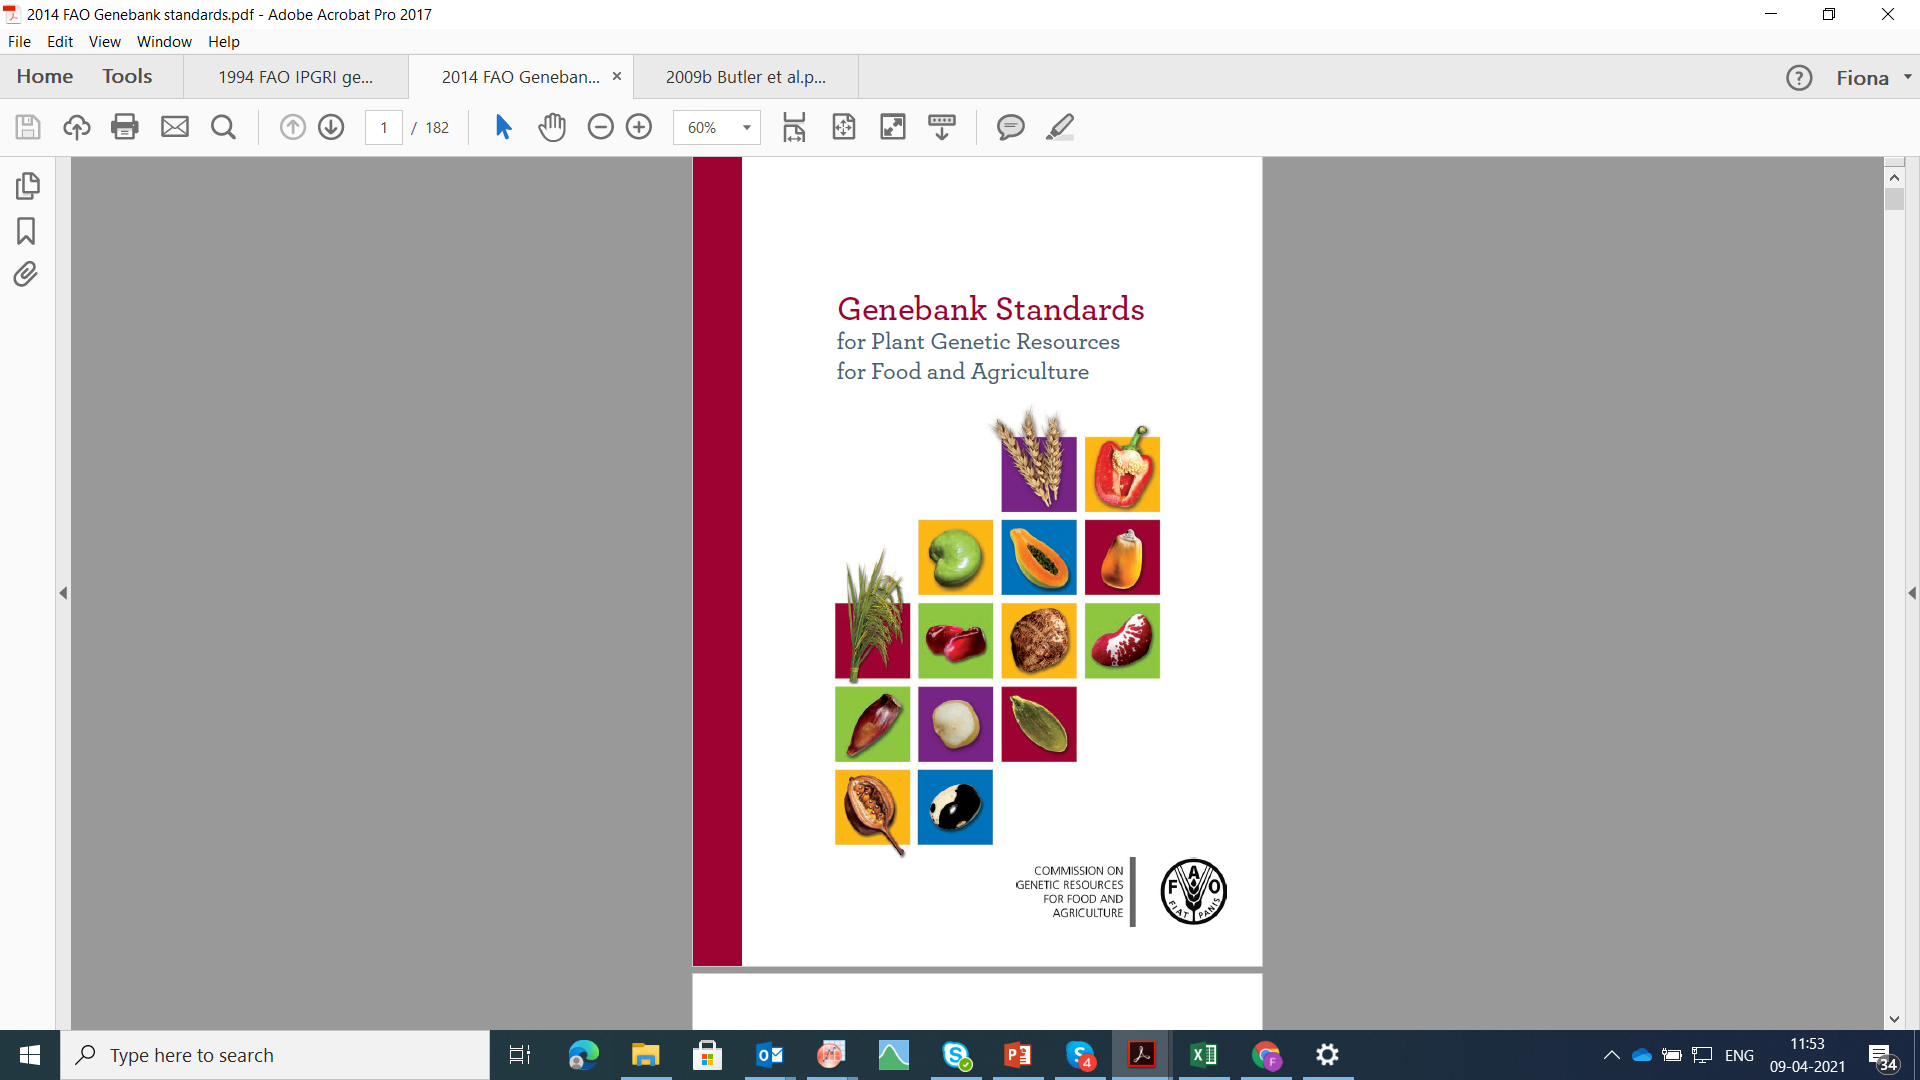 2014 FAO Genebank standards.pdf - Adobe Acrobat Pro 2017
File Edit View Window Help
Home Tools 1994 FAO IPGRI ge... 2014 FAO Geneban... × 2009b Butler et al.p... ? Fiona
1 / 182 60%
Genebank Standards
for Plant Genetic Resources
for Food and Agriculture
COMMISSION ON
GENETIC RESOURCES
FOR FOOD AND
AGRICULTURE
FAO
FIAT PANIS
Type here to search
4
F
ENG
11:53
09-04-2021
34